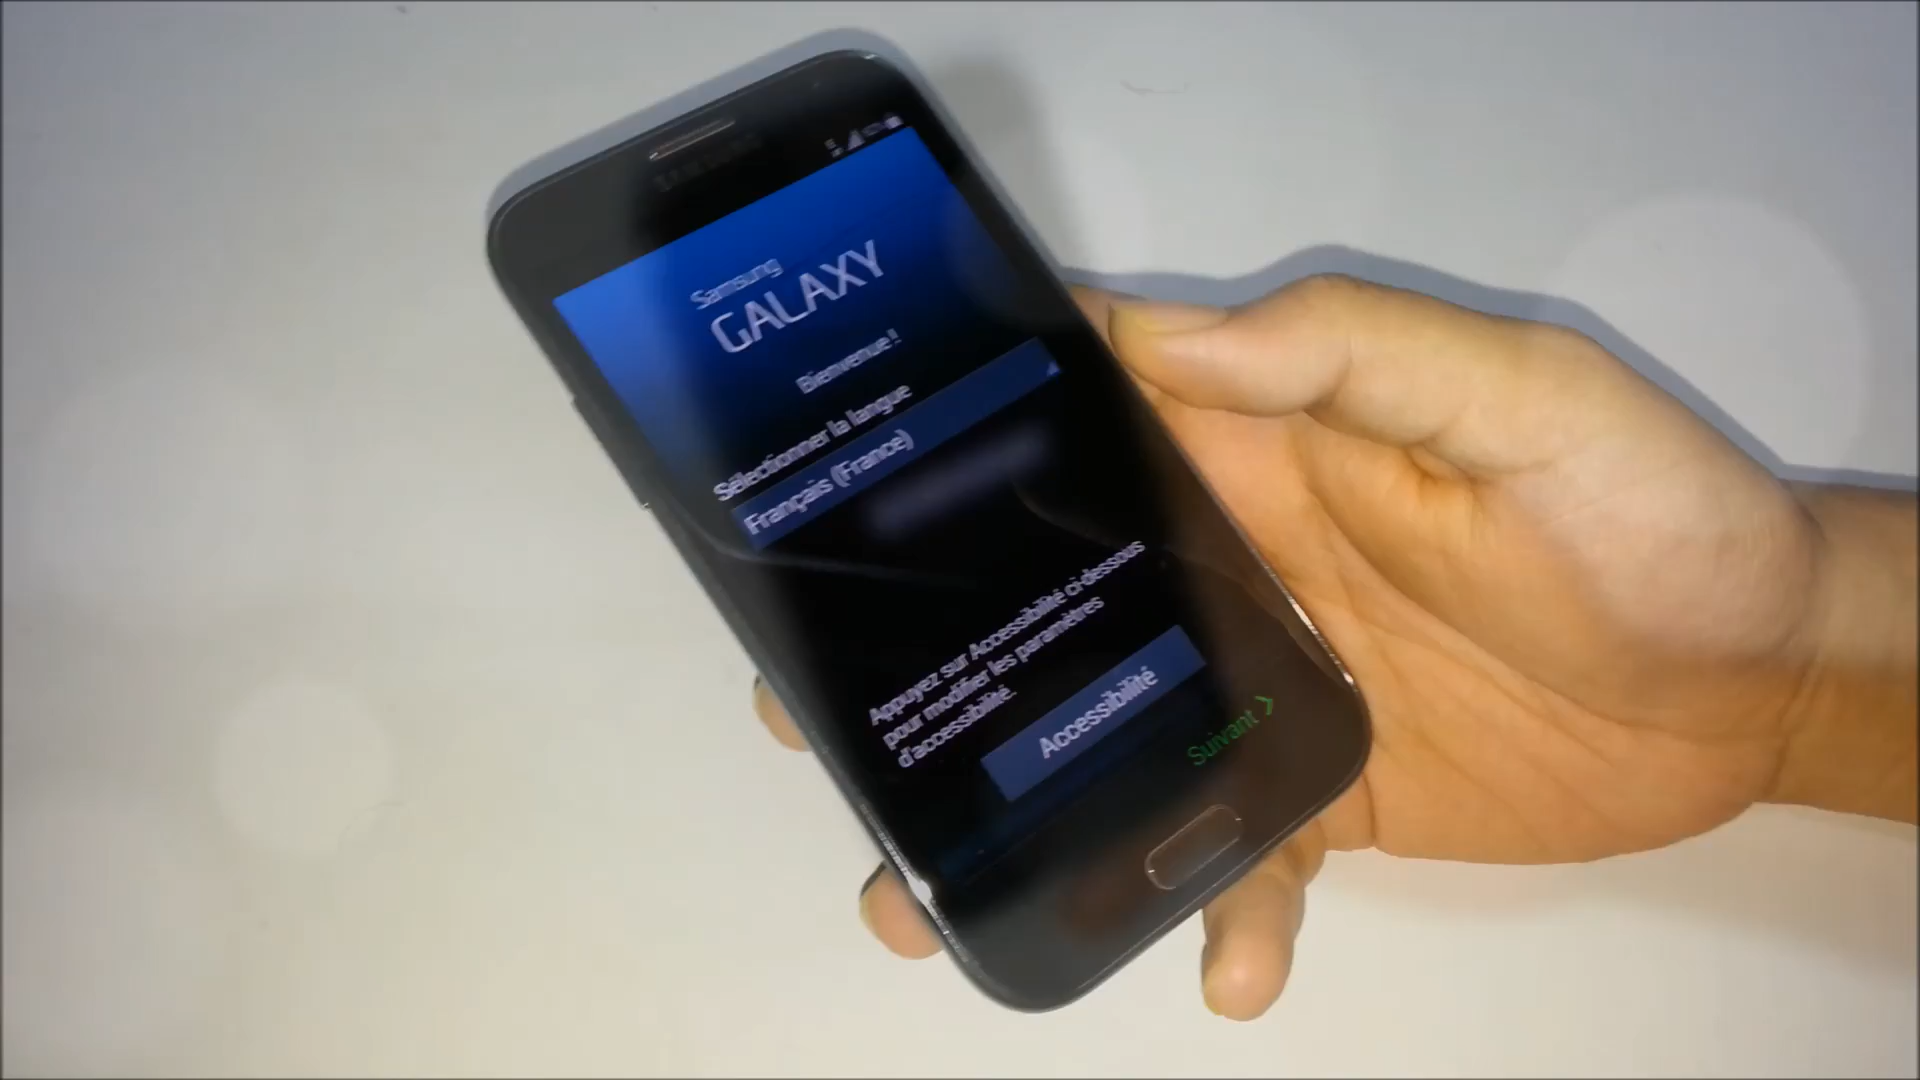 Samsung
GALAXY
Bienvenue !
Sélectionner la langue
Français (France)
Appuyez sur Accessibilité ci-dessous
pour modifier les paramètres
d'accessibilité.
Accessibilité
Suivant